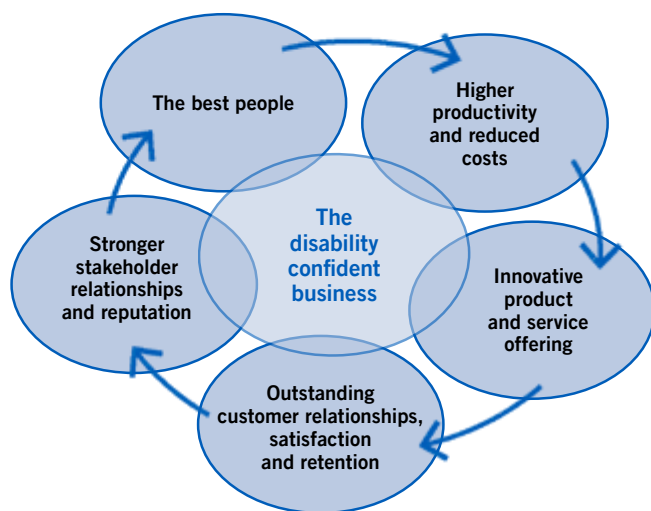 The best people
Higher
productivity
and reduced
costs
The
disability
confident
business
Stronger
stakeholder
relationships
and reputation
Innovative
product
and service
offering
Outstanding
customer relationships,
satisfaction
and retention